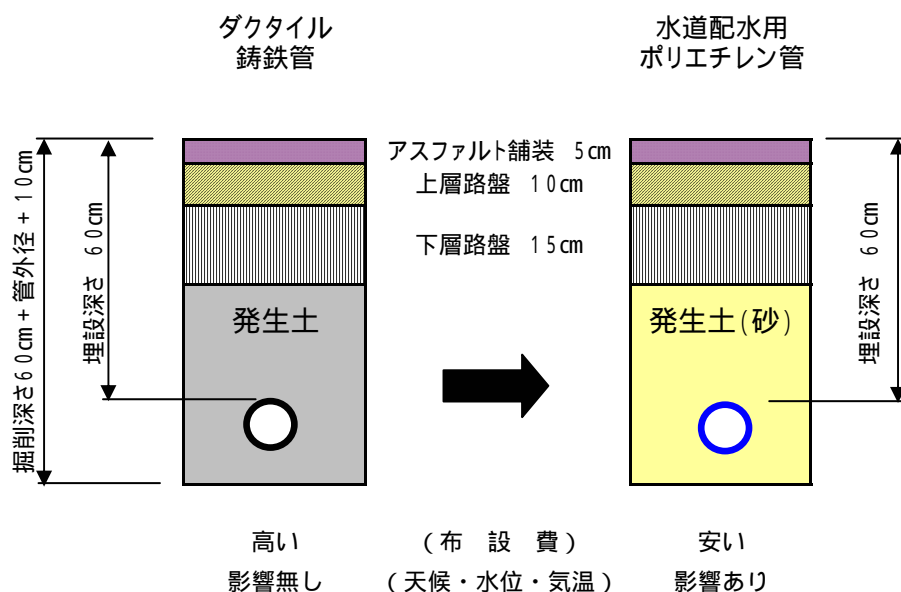 ダクタイル
鋳鉄管
水道配水用
ポリエチレン管
掘削深さ60cm+管外径+10cm
埋設深さ 60cm
アスファルト舗装 5cm
上層路盤 10cm
下層路盤 15cm
発生土
発生土(砂)
埋設深さ 60cm
高い (布 設 費) 安い
影響無し (天候・水位・気温) 影響あり